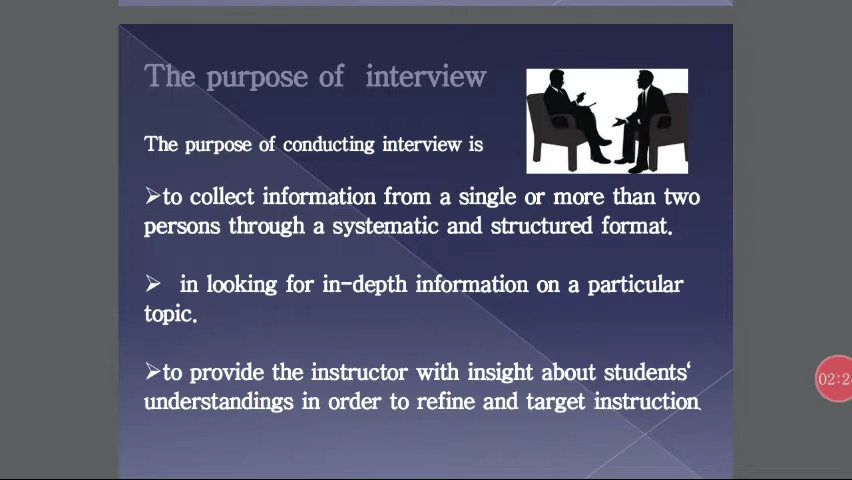 The purpose of interview
The purpose of conducting interview is
➢to collect information from a single or more than two
persons through a systematic and structured format.
➢ in looking for in-depth information on a particular
topic.
➢to provide the instructor with insight about students‘
understandings in order to refine and target instruction.